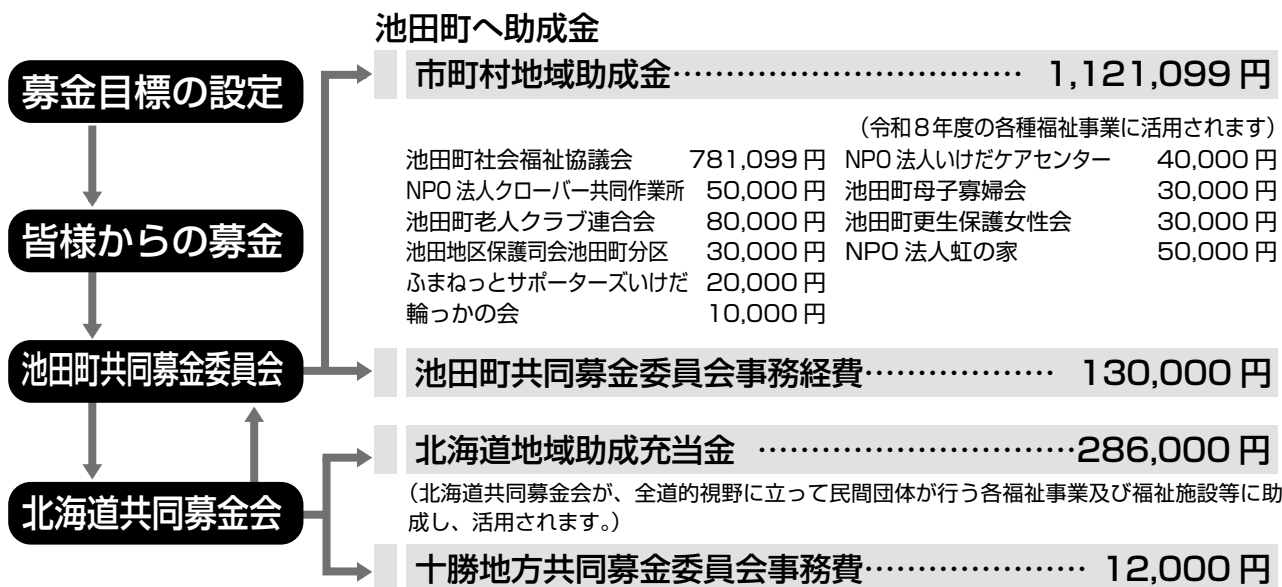 池田町へ助成金
募金目標の設定
皆様からの募金
池田町共同募金委員会
北海道共同募金会
市町村地域助成金…………………………… 1,121,099 円
（令和８年度の各種福祉事業に活用されます）
池田町社会福祉協議会 781,099 円 NPO 法人いけだケアセンター 40,000 円
NPO 法人クローバー共同作業所 50,000 円 池田町母子寡婦会 30,000 円
池田町老人クラブ連合会 80,000 円 池田町更生保護女性会 30,000 円
池田地区保護司会池田町分区 30,000 円 NPO 法人虹の家 50,000 円
ふまねっとサポーターズいけだ 20,000 円
輪っかの会 10,000 円
池田町共同募金委員会事務経費……………… 130,000 円
北海道地域助成充当金 …………………………286,000 円
（北海道共同募金会が、全道的視野に立って民間団体が行う各福祉事業及び福祉施設等に助
成し、活用されます。）
十勝地方共同募金委員会事務費………………… 12,000 円